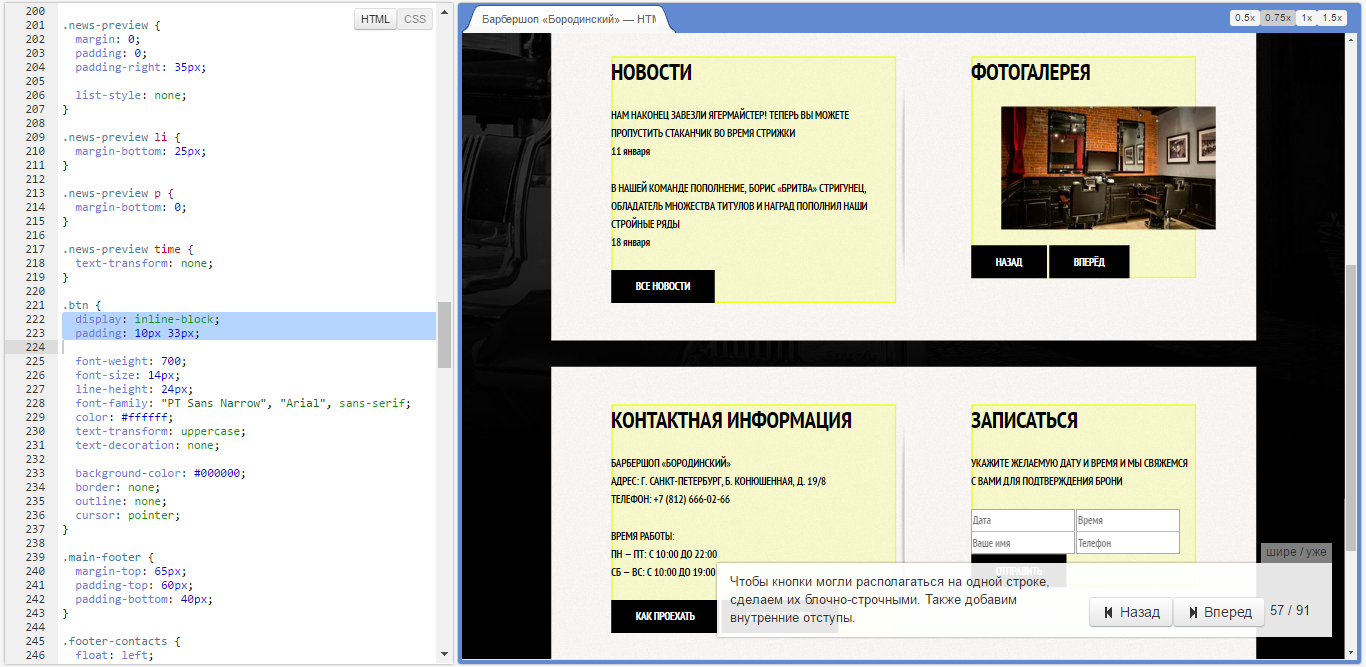 HTML CSS
200
201 .news-preview {
202 margin: 0;
203 padding: 0;
204 padding-right: 35px;
205
206 list-style: none;
207 }
208
209 .news-preview li {
210 margin-bottom: 25px;
211 }
212
213 .news-preview p {
214 margin-bottom: 0;
215 }
216
217 .news-preview time {
218 text-transform: none;
219 }
220
221 .btn {
222 display: inline-block;
223 padding: 10px 33px;
224
225 font-weight: 700;
226 font-size: 14px;
227 line-height: 24px;
228 font-family: "PT Sans Narrow", "Arial", sans-serif;
229 color: #ffffff;
230 text-transform: uppercase;
231 text-decoration: none;
232
233 background-color: #000000;
234 border: none;
235 outline: none;
236 cursor: pointer;
237 }
238
239 .main-footer {
240 margin-top: 65px;
241 padding-top: 60px;
242 padding-bottom: 40px;
243 }
244
245 .footer-contacts {
246 float: left;
Барбершоп «Бородинский» — HTM
0.5x 0.75x 1x 1.5x
НОВОСТИ
НАМ НАКОНЕЦ ЗАВЕЗЛИ ЯГЕРМАЙСТЕР! ТЕПЕРЬ ВЫ МОЖЕТЕ
ПРОПУСТИТЬ СТАКАНЧИК ВО ВРЕМЯ СТРИЖКИ
11 января
В НАШЕЙ КОМАНДЕ ПОПОЛНЕНИЕ, БОРИС «БРИТВА» СТРИГУНЕЦ,
ОБЛАДАТЕЛЬ МНОЖЕСТВА ТИТУЛОВ И НАГРАД ПОПОЛНИЛ НАШИ
СТРОЙНЫЕ РЯДЫ
18 января
ВСЕ НОВОСТИ
ФОТОГАЛЕРЕЯ
НАЗАД ВПЕРЁД
КОНТАКТНАЯ ИНФОРМАЦИЯ
БАРБЕРШОП «БОРОДИНСКИЙ»
АДРЕС: Г. САНКТ-ПЕТЕРБУРГ, Б. КОНЮШЕННАЯ, Д. 19/8
ТЕЛЕФОН: +7 (812) 666-02-66
ВРЕМЯ РАБОТЫ:
ПН – ПТ: С 10:00 ДО 22:00
СБ – ВС: С 10:00 ДО 19:00
КАК ПРОЕХАТЬ
ЗАПИСАТЬСЯ
УКАЖИТЕ ЖЕЛАЕМУЮ ДАТУ И ВРЕМЯ И МЫ СВЯЖЕМСЯ
С ВАМИ ДЛЯ ПОДТВЕРЖДЕНИЯ БРОНИ
Дата Время
Ваше имя Телефон
ОТПРАВИТЬ
шире / уже
Чтобы кнопки могли располагаться на одной строке,
сделаем их блочно-строчными. Также добавим
внутренние отступы.
Назад Вперед 57 / 91